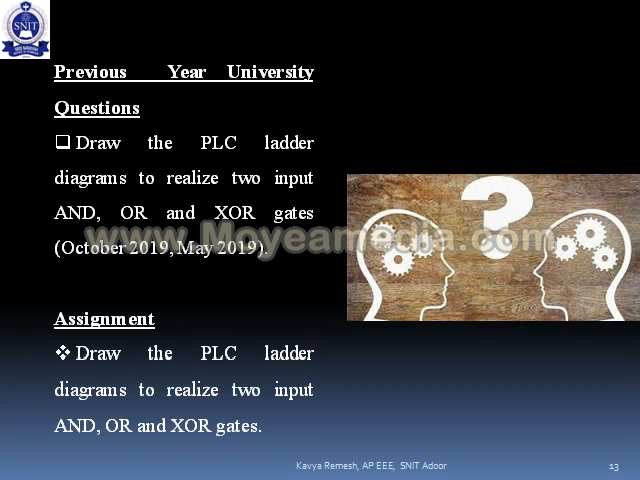 SNIT
Previous Year University
Questions
❑ Draw the PLC ladder
diagrams to realize two input
AND, OR and XOR gates
(October 2019, May 2019).
www.Moyeamedia.com
?
Assignment
❖ Draw the PLC ladder
diagrams to realize two input
AND, OR and XOR gates.
Kavya Remesh, AP EEE, SNIT Adoor
13